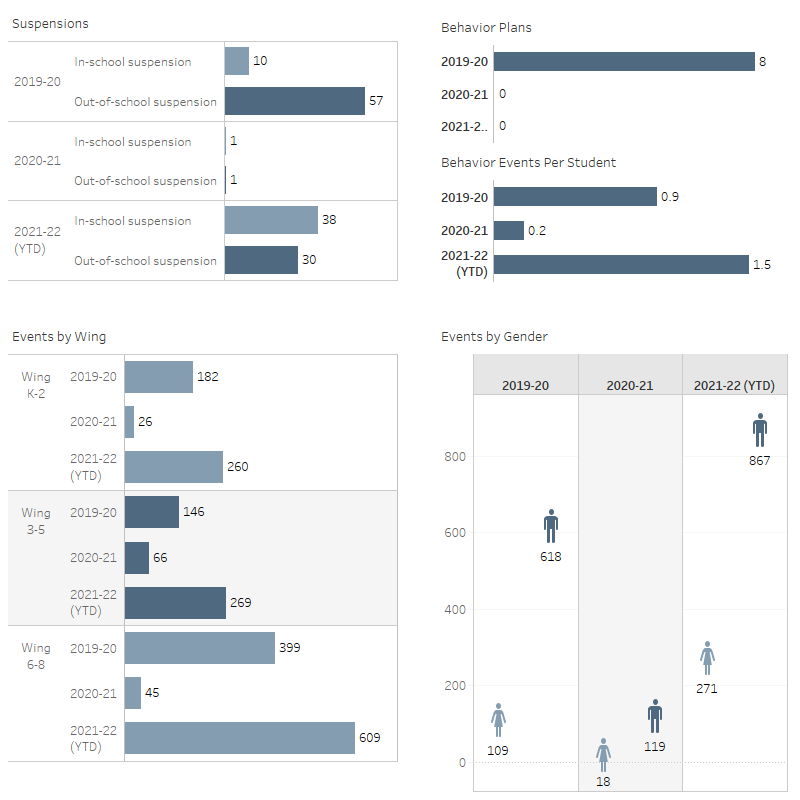 Suspensions
2019-20
In-school suspension 10
Out-of-school suspension 57
2020-21
In-school suspension 1
Out-of-school suspension 1
2021-22
(YTD)
In-school suspension 38
Out-of-school suspension 30
Behavior Plans
2019-20 8
2020-21 0
2021-2.. 0
Behavior Events Per Student
2019-20 0.9
2020-21 0.2
2021-22
(YTD) 1.5
Events by Wing
Wing
K-2
2019-20 182
2020-21 26
2021-22
(YTD) 260
Wing
3-5
2019-20 146
2020-21 66
2021-22
(YTD) 269
Wing
6-8
2019-20 399
2020-21 45
2021-22
(YTD) 609
Events by Gender
2019-20 2020-21 2021-22 (YTD)
800
867
600
618
400
200
271
109
119
0
18